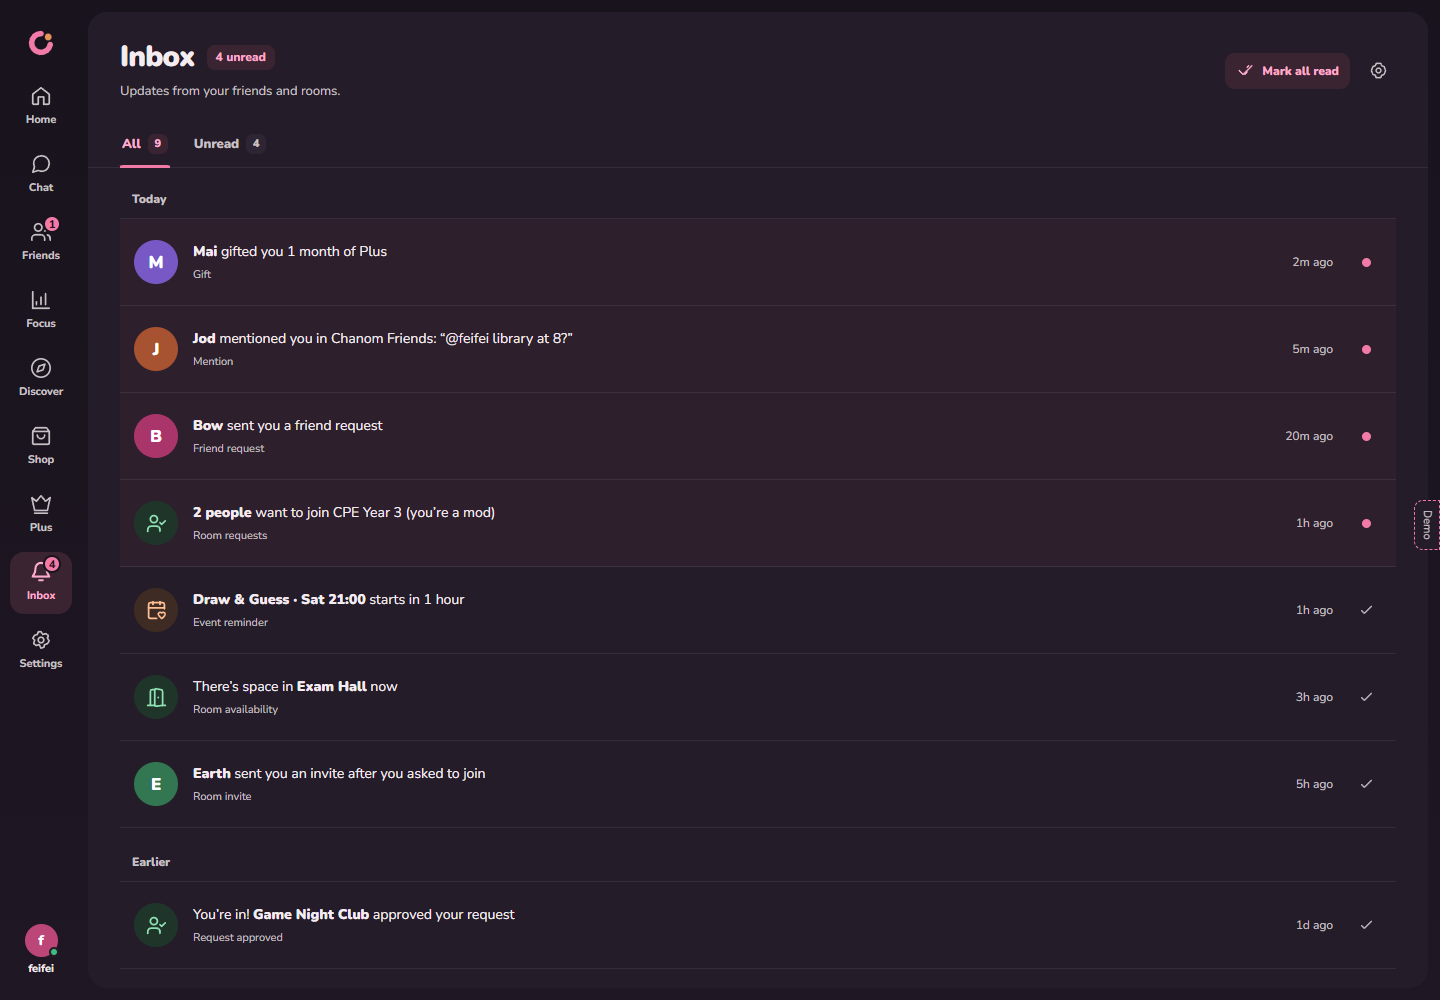 Home
Chat
1
Friends
Focus
Discover
Shop
Plus
4
Inbox
Settings
f
feifei
Inbox
4 unread
Updates from your friends and rooms.
Mark all read
All 9
Unread 4
Today
M
Mai gifted you 1 month of Plus
Gift
2m ago
J
Jod mentioned you in Chanom Friends: “@feifei library at 8?”
Mention
5m ago
B
Bow sent you a friend request
Friend request
20m ago
2 people want to join CPE Year 3 (you’re a mod)
Room requests
1h ago
Draw & Guess • Sat 21:00 starts in 1 hour
Event reminder
1h ago
There’s space in Exam Hall now
Room availability
3h ago
E
Earth sent you an invite after you asked to join
Room invite
5h ago
Earlier
You’re in! Game Night Club approved your request
Request approved
1d ago
Demo